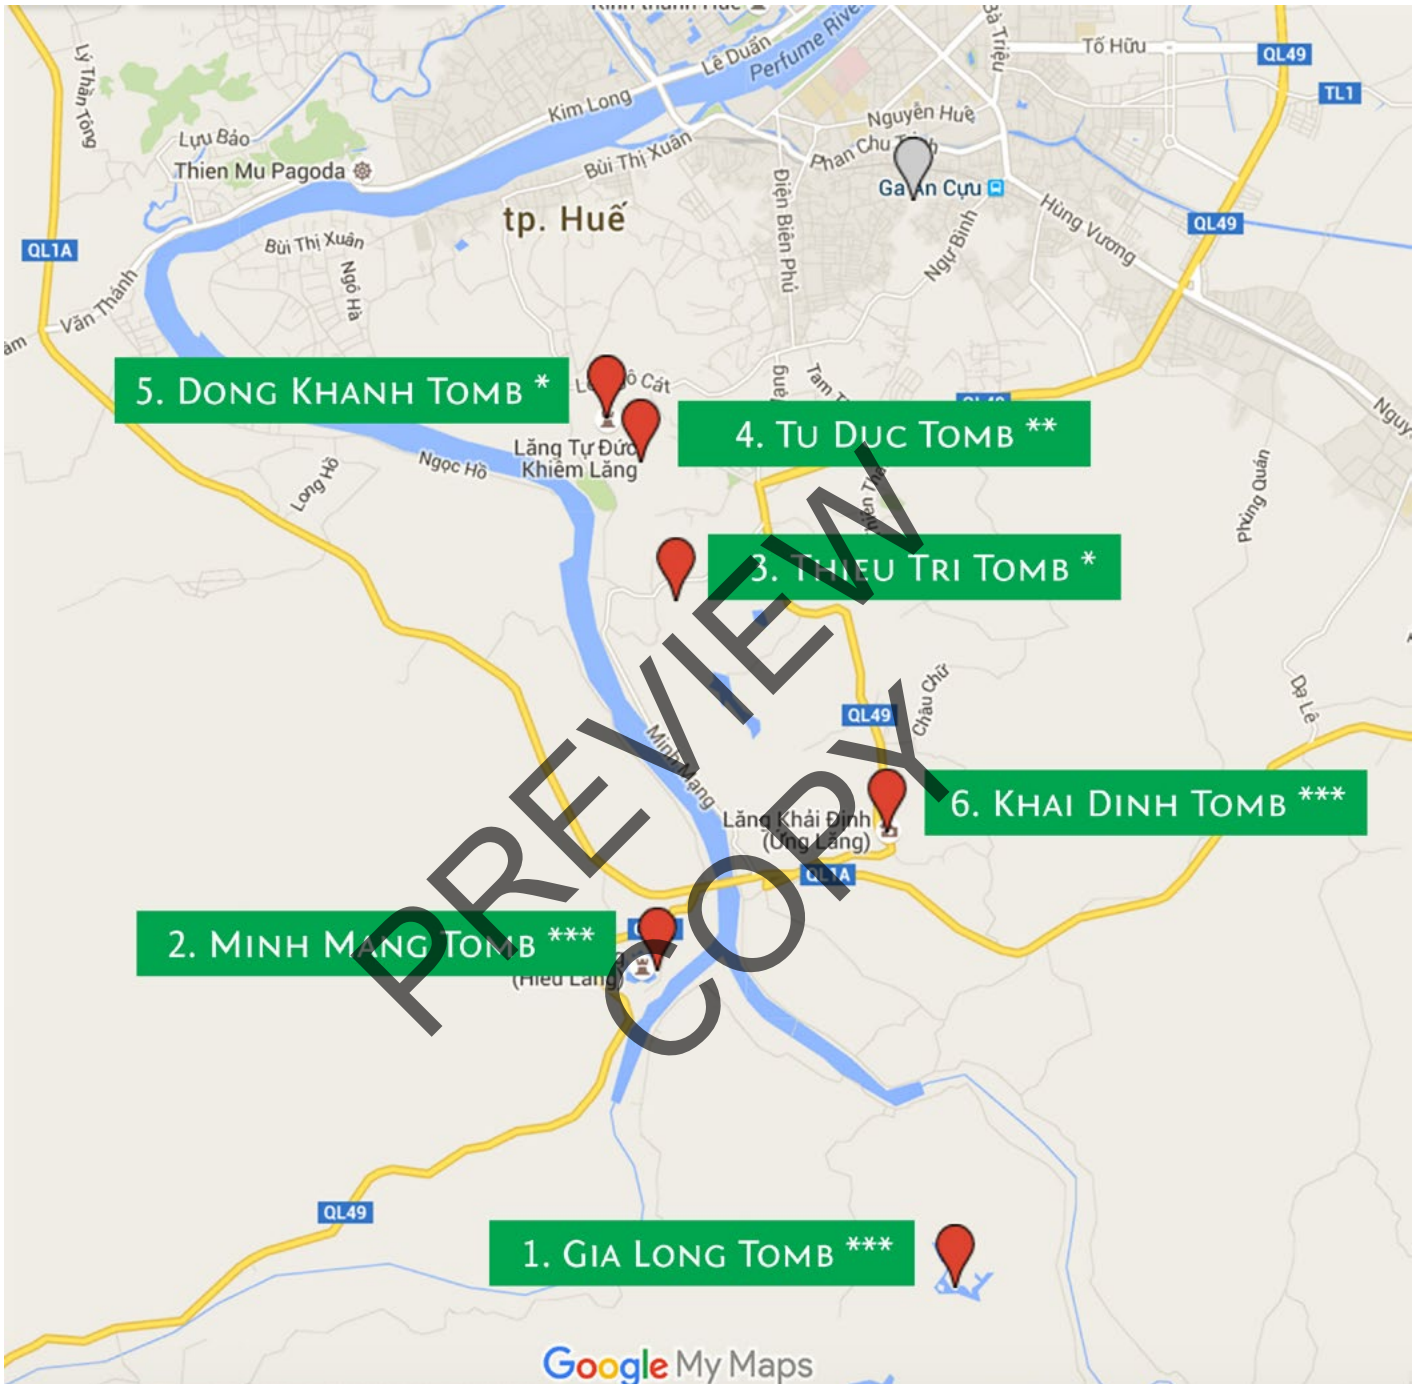 Lê Duẩn
Perfume River
Bà Triệu
Tố Hữu
QL49
TL1
Lý Thần Tông
Kim Long
Lựu Bảo
Thien Mu Pagoda
Bùi Thị Xuân
Nguyễn Huệ
Phan Chu Trinh
Ga An Cựu
tp. Huế
Điện Biên Phủ
Ngự Bình
Hùng Vương
QL49
QL1A
Bùi Thị Xuân
Ngô Hà
Văn Thánh
5. DONG KHANH TOMB *
4. TU DUC TOMB **
Lăng Tự Đức
Khiêm Lăng
Ngọc Hồ
Long Hồ
Phùng Quán
3. THIEU TRI TOMB *
PREVIEW
COPY
Châu Chữ
QL49
Dạ Lê
Minh Mạng
6. KHAI DINH TOMB ***
Lăng Khải Định
(Ứng Lăng)
QL1A
2. MINH MANG TOMB ***
(Hiếu Lăng)
QL49
1. GIA LONG TOMB ***
Google My Maps